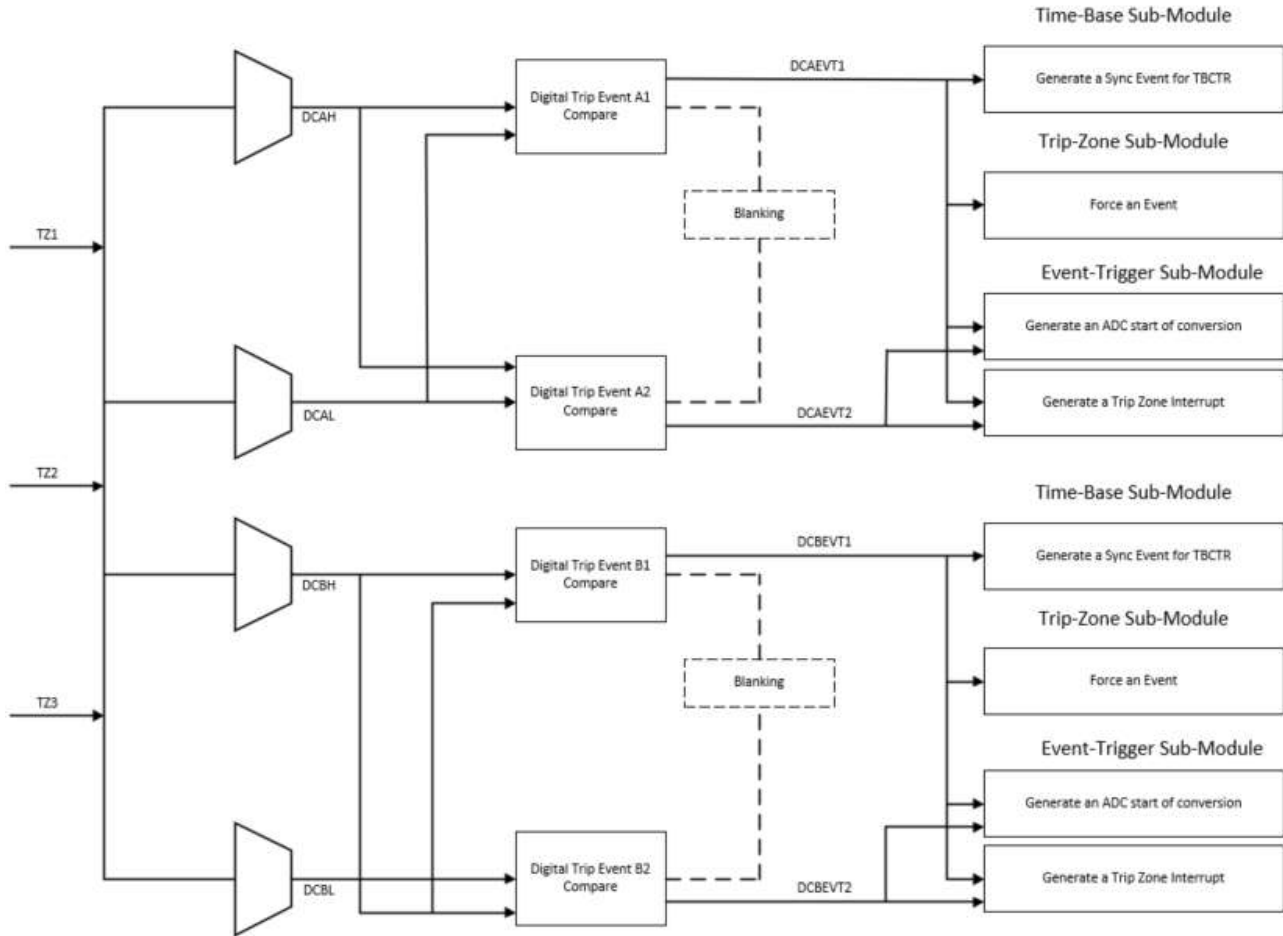 Time-Base Sub-Module
DCAEVT1
Generate a Sync Event for TBCTR
Digital Trip Event A1
Compare
DCAH
Trip-Zone Sub-Module
Force an Event
Blanking
TZ1
Event-Trigger Sub-Module
Generate an ADC start of conversion
Digital Trip Event A2
Compare
DCAL
DCAEVT2
Generate a Trip Zone Interrupt
TZ2
Time-Base Sub-Module
DCBEVT1
Generate a Sync Event for TBCTR
Digital Trip Event B1
Compare
DCBH
Trip-Zone Sub-Module
Force an Event
Blanking
TZ3
Event-Trigger Sub-Module
Generate an ADC start of conversion
Digital Trip Event B2
Compare
DCBL
DCBEVT2
Generate a Trip Zone Interrupt